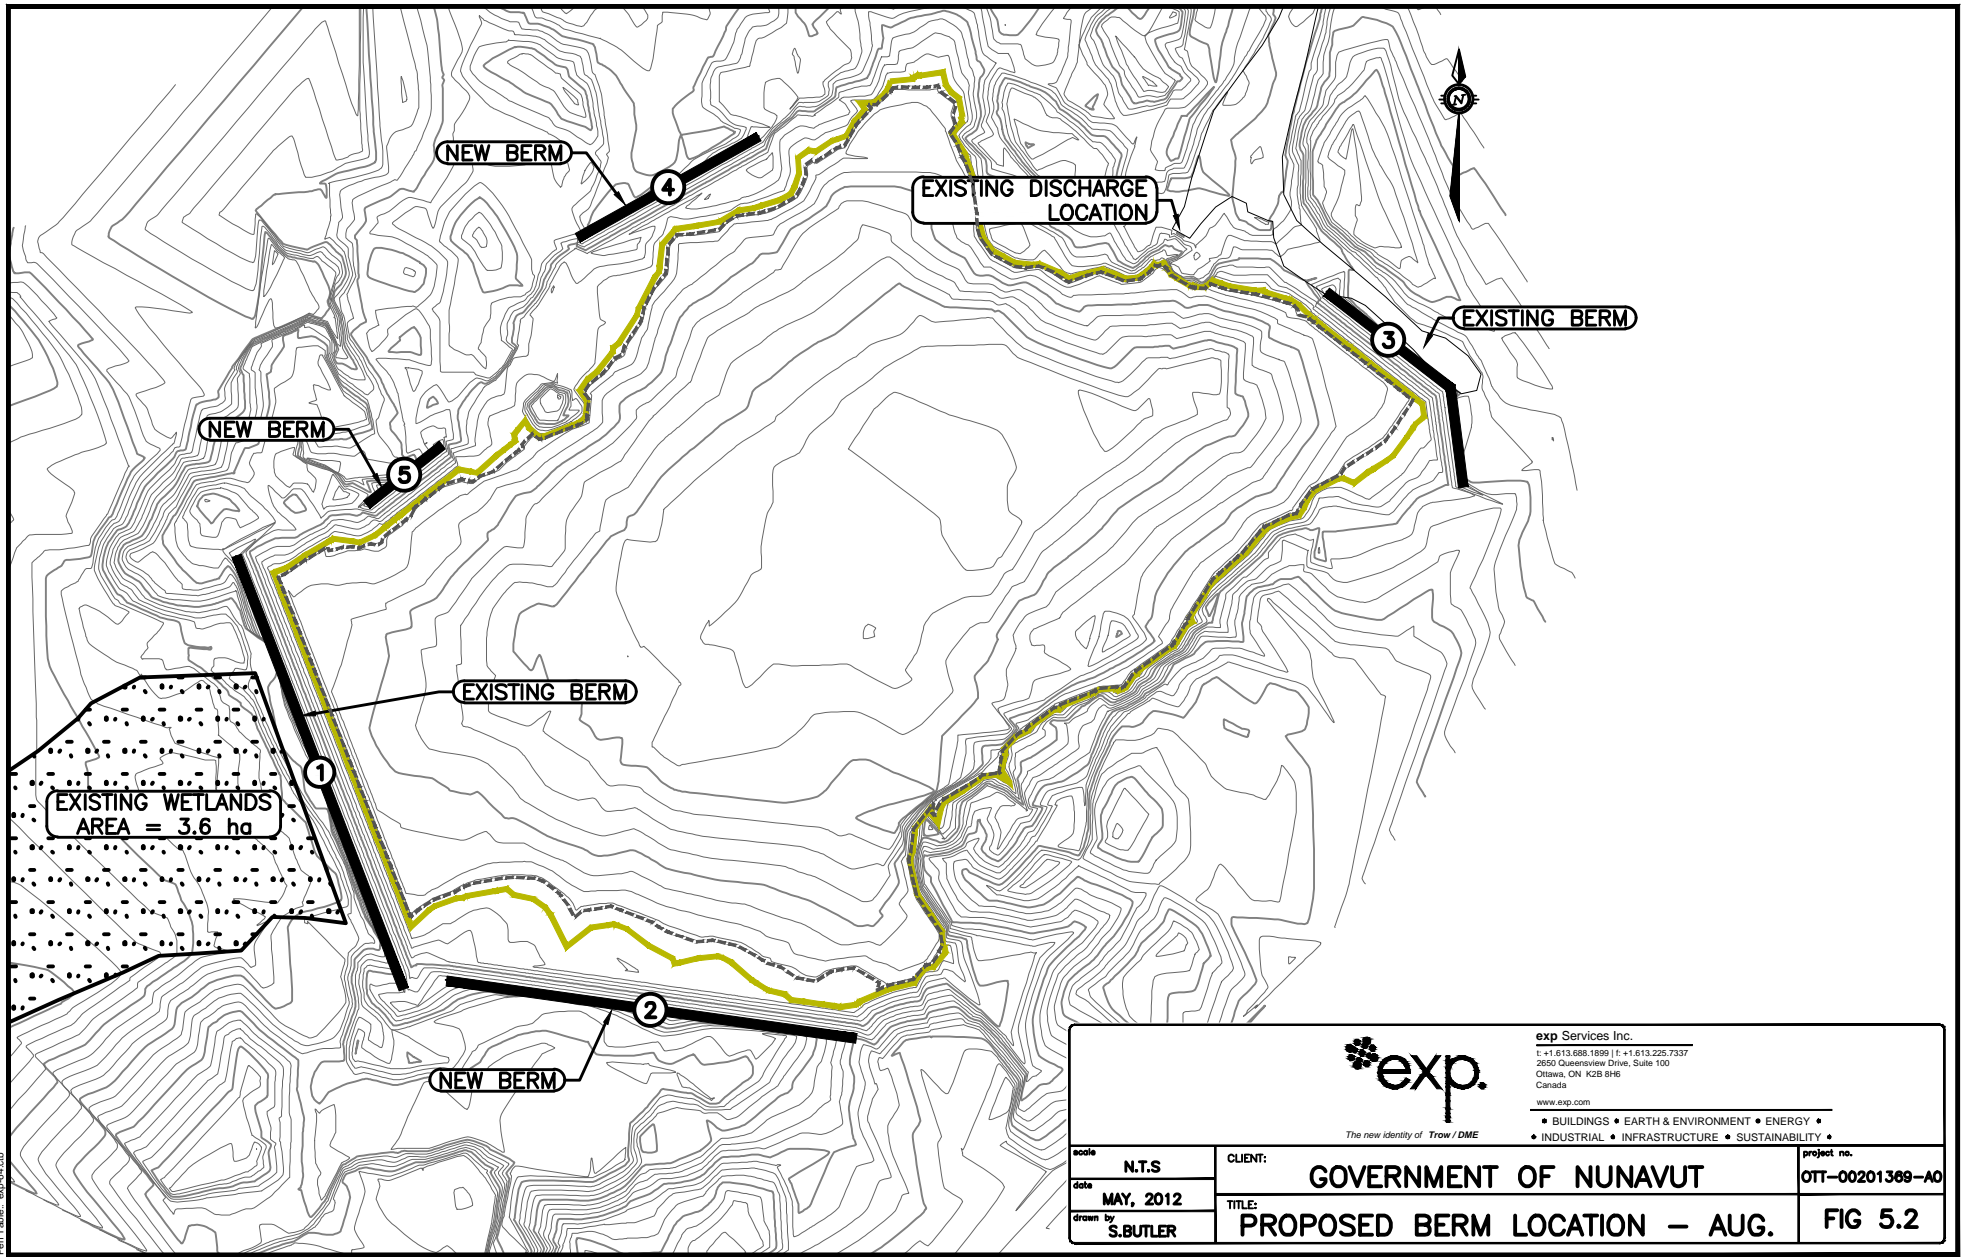 NEW BERM
4
EXISTING DISCHARGE
LOCATION
N
EXISTING BERM
3
NEW BERM
5
EXISTING BERM
1
EXISTING WETLANDS
AREA = 3.6 ha
2
NEW BERM
exp.
The new identity of Trow / DME
exp Services Inc.
t: +1.613.688.1899 | f: +1.613.225.7337
2650 Queensview Drive, Suite 100
Ottawa, ON K2B 8H6
Canada
www.exp.com
• BUILDINGS • EARTH & ENVIRONMENT • ENERGY •
• INDUSTRIAL • INFRASTRUCTURE • SUSTAINABILITY •
scale
N.T.S
date
MAY, 2012
drawn by
S.BUTLER
CLIENT:
GOVERNMENT OF NUNAVUT
TITLE:
PROPOSED BERM LOCATION - AUG.
project no.
OTT-00201369-A0
FIG 5.2